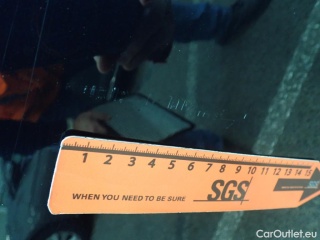 1 2 3 4 5 6 7 8 9 10 11 12 13 14 15
WHEN YOU NEED TO BE SURE SGS
CarOutlet.eu